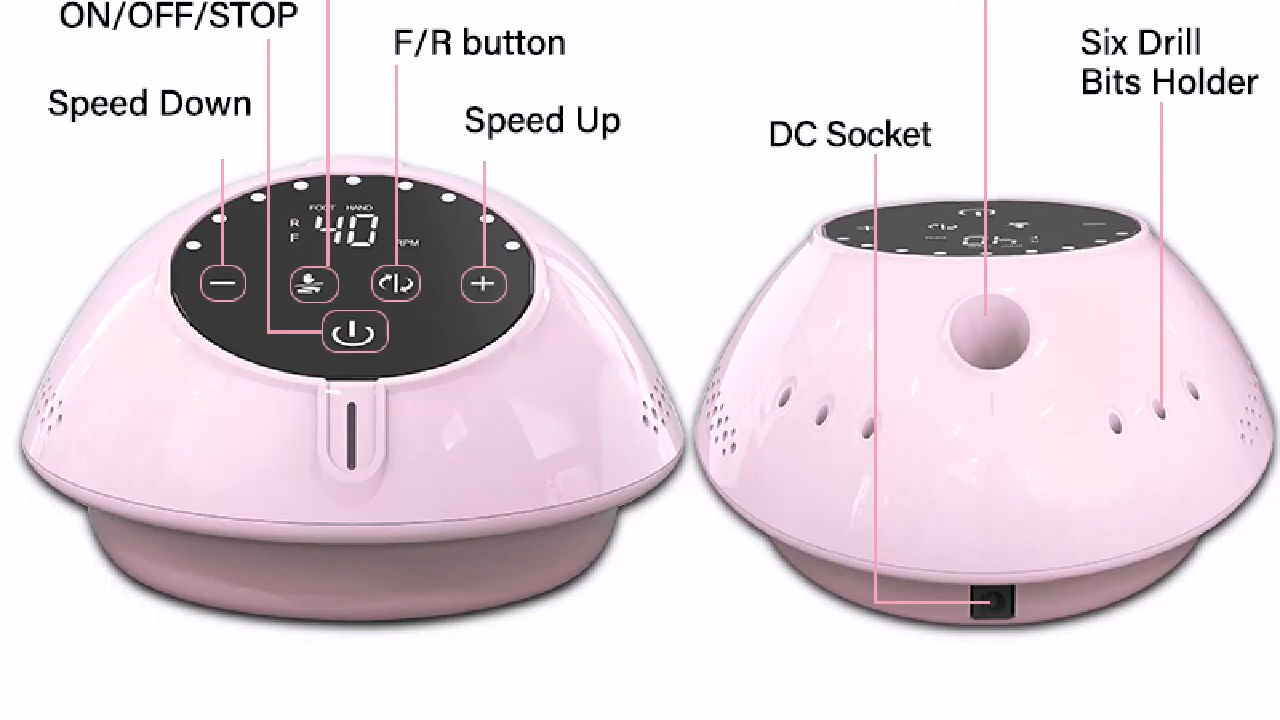 ON/OFF/STOP
F/R button
Speed Down
Speed Up
FOOT HAND
R
F
40
RPM
Six Drill
Bits Holder
DC Socket